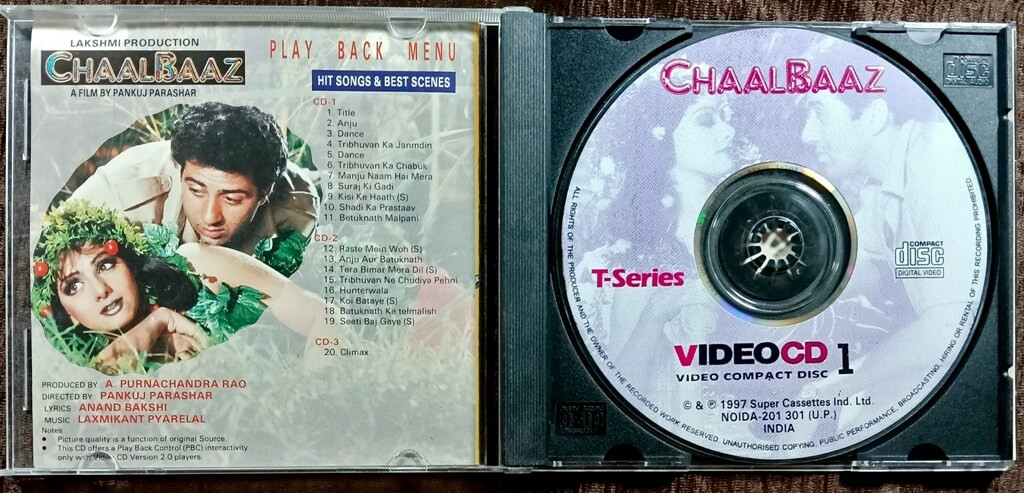 LAKSHMI PRODUCTION
CHAALBAAZ
A FILM BY PANKUJ PARASHAR
PLAY BACK MENU
HIT SONGS & BEST SCENES
CD-1
1. Title
2. Anju
3. Dance
4. Tribhuvan Ka Janmdin
5. Dance
6. Tribhuvan Ka Chabuk
7. Manju Naam Hai Mera
8 Suraj Ki Gadi
9. Kisi Ke Haath (S)
10. Shadi Ka Prastaav
11. Botuknath Malpani
CD-2
12. Raste Mein Woh (S)
13. Anju Aur Batuknath
14. Tera Bimar Mera Dil (S)
15. Tribhuvan Ne Chudiya Pehni
16. Hunterwala
17. Koi Bataye (S)
18. Batuknath Ke telmalish
19. Seeti Baj Gaye (S)
CD-3
20. Climax
PRODUCED BY A. PURNACHANDRA RAO
DIRECTED BY PANKUJ PARASHAR
LYRICS ANAND BAKSHI
MUSIC LAXMIKANT PYARELAL
Notes
• Picture quality is a function of original Source.
• This CD offers a Play Back Control (PBC) interactivity
only with Video CD Version 2.0 players.
CHAALBAAZ
T-Series
COMPACT
disc
DIGITAL VIDEO
VIDEO CD 1
VIDEO COMPACT DISC
© & ℗ 1997 Super Cassettes Ind. Ltd.
NOIDA-201 301 (U.P.)
INDIA
ALL RIGHTS OF THE PRODUCER AND THE OWNER OF THE RECORDED WORK RESERVED. UNAUTHORISED COPYING, PUBLIC PERFORMANCE, BROADCASTING, HIRING OR RENTAL OF THIS RECORDING PROHIBITED.
disc